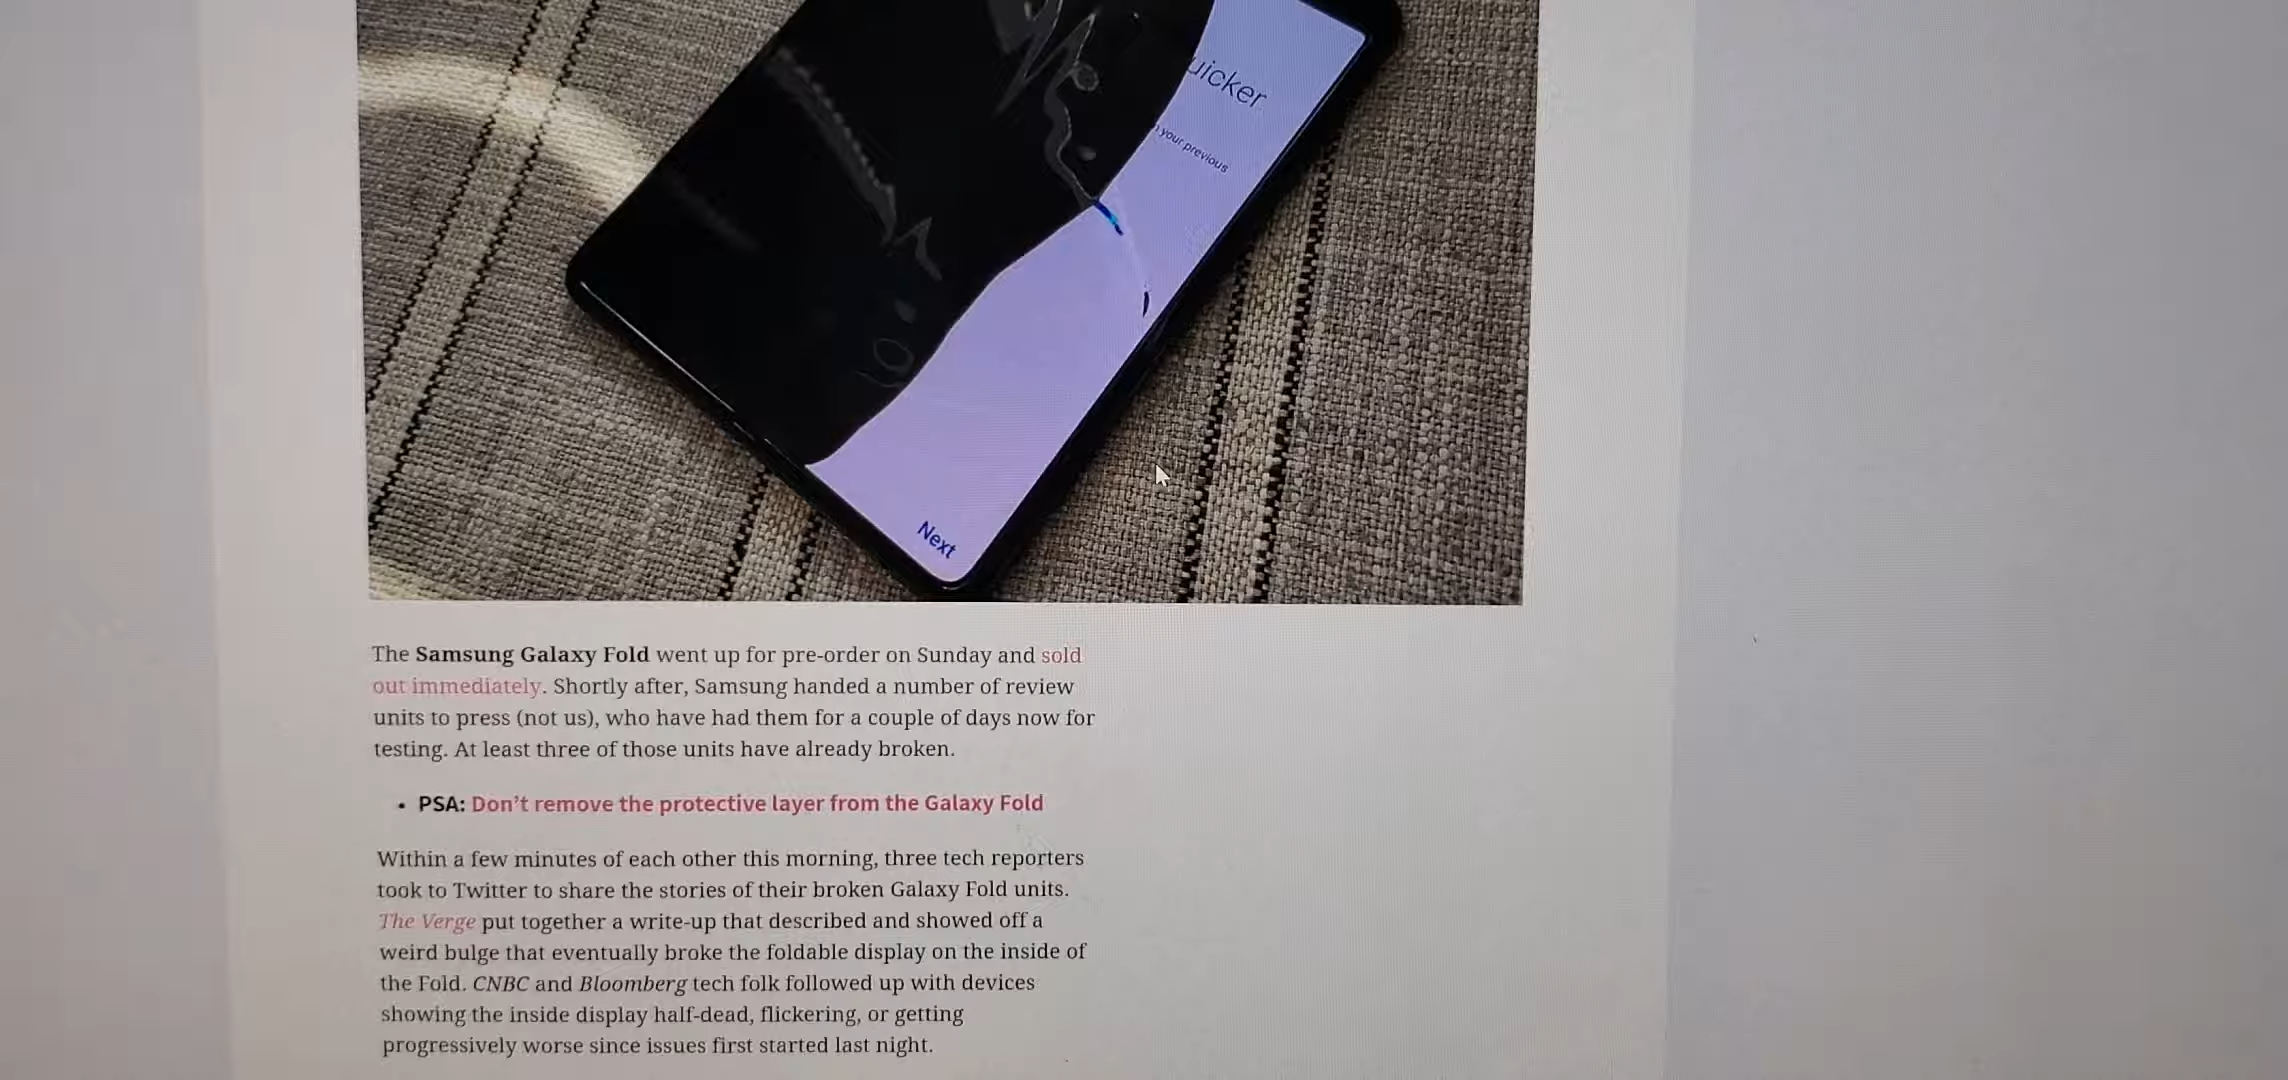 uicker
your previous
Next
The Samsung Galaxy Fold went up for pre-order on Sunday and sold
out immediately. Shortly after, Samsung handed a number of review
units to press (not us), who have had them for a couple of days now for
testing. At least three of those units have already broken.
• PSA: Don't remove the protective layer from the Galaxy Fold
Within a few minutes of each other this morning, three tech reporters
took to Twitter to share the stories of their broken Galaxy Fold units.
The Verge put together a write-up that described and showed off a
weird bulge that eventually broke the foldable display on the inside of
the Fold. CNBC and Bloomberg tech folk followed up with devices
showing the inside display half-dead, flickering, or getting
progressively worse since issues first started last night.